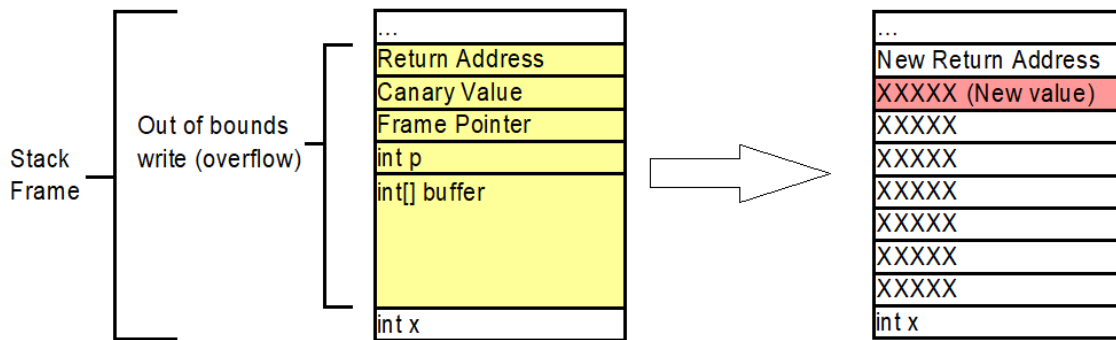 Stack
Frame
Out of bounds
write (overflow)
...
Return Address
Canary Value
Frame Pointer
int p
int[] buffer
int x
...
New Return Address
XXXXX (New value)
XXXXX
XXXXX
XXXXX
XXXXX
XXXXX
XXXXX
int x